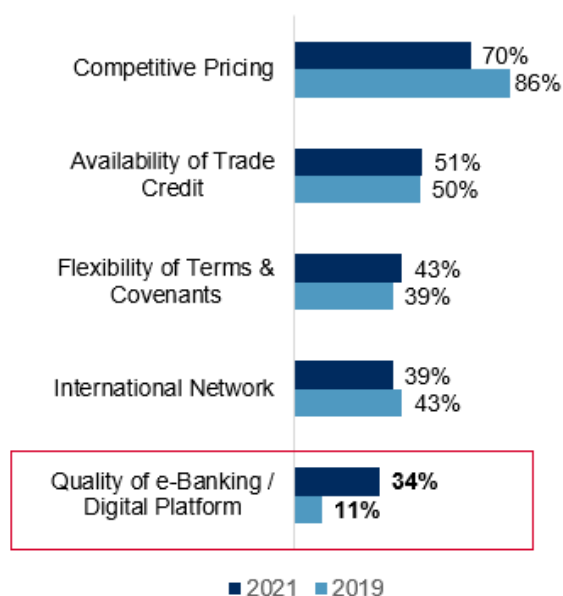 Competitive Pricing
70%
86%
Availability of Trade
Credit
51%
50%
Flexibility of Terms &
Covenants
43%
39%
International Network
39%
43%
Quality of e-Banking /
Digital Platform
34%
11%
2021 2019